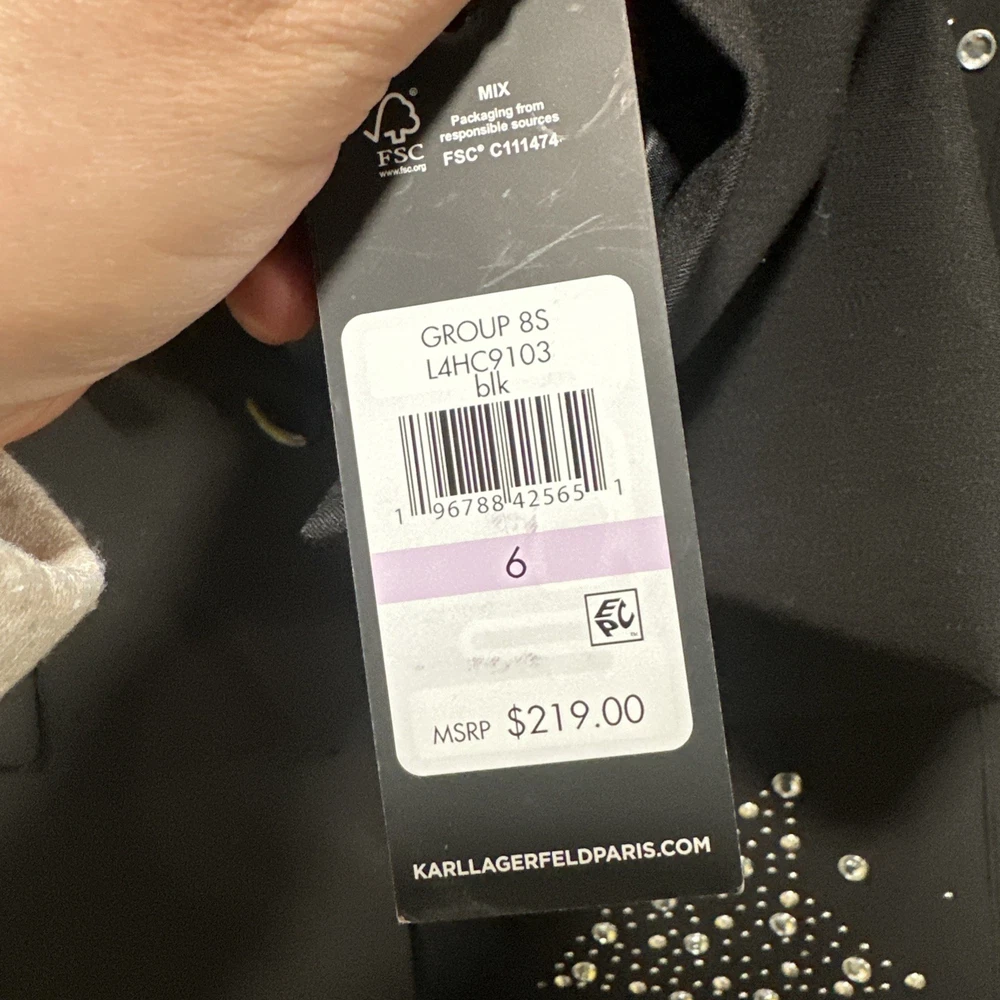 MIX
Packaging from
responsible sources
FSC® C111474
FSC
www.fsc.org
GROUP 8S
L4HC9103
blk
1 96788 42565 1
6
EPC™
MSRP $219.00
KARLLAGERFELDPARIS.COM